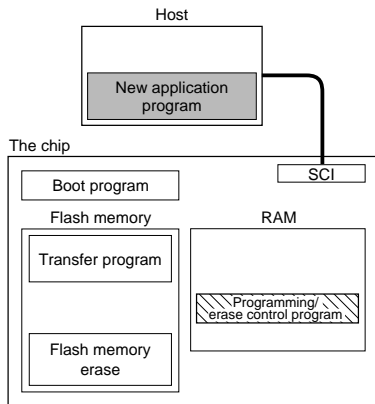 Host
New application
program
The chip
SCI
Boot program
Flash memory
RAM
Transfer program
Programming/
erase control program
Flash memory
erase